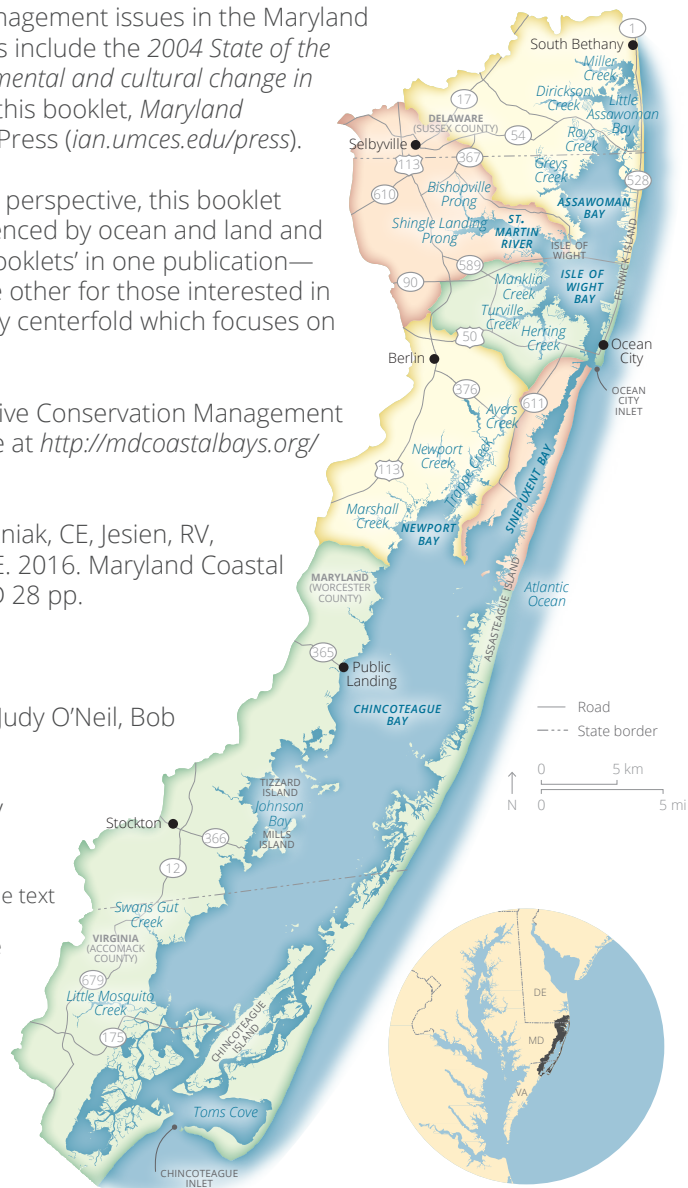 nagement issues in the Maryland
s include the 2004 State of the
mental and cultural change in
this booklet, Maryland
Press (ian.umces.edu/press).
perspective, this booklet
enced by ocean and land and
ooklets’ in one publication—
e other for those interested in
y centerfold which focuses on
ive Conservation Management
e at http://mdcoastalbays.org/
niak, CE, Jesien, RV,
E. 2016. Maryland Coastal
D 28 pp.
Judy O’Neil, Bob
y
e text
e
1
South Bethany
Miller
Creek
Dirickson
Creek
Little
Assawoman
Bay
17
DELAWARE
(SUSSEX COUNTY)
54
Roys
Creek
Selbyville
113
367
Greys
Creek
528
610
Bishopville
Prong
ASSAWOMAN
BAY
Shingle Landing
Prong
ST.
MARTIN
RIVER
ISLE OF
WIGHT
FENWICK ISLAND
589
90
Manklin
Creek
ISLE OF
WIGHT
BAY
Turville
Creek
50
Herring
Creek
Ocean
City
Berlin
OCEAN
CITY
INLET
376
611
Ayers
Creek
Newport
Creek
Trappe Creek
113
SINEPUXENT BAY
Marshall
Creek
NEWPORT
BAY
MARYLAND
(WORCESTER
COUNTY)
ASSATEAGUE ISLAND
Atlantic
Ocean
365
Public
Landing
CHINCOTEAGUE
BAY
Road
State border
N
0
5 km
0
5 mi
TIZZARD
ISLAND
Johnson
Bay
MILLS
ISLAND
Stockton
366
12
Swans Gut
Creek
VIRGINIA
(ACCOMACK
COUNTY)
679
Little Mosquito
Creek
175
CHINCOTEAGUE
ISLAND
Toms Cove
CHINCOTEAGUE
INLET
DE
MD
VA